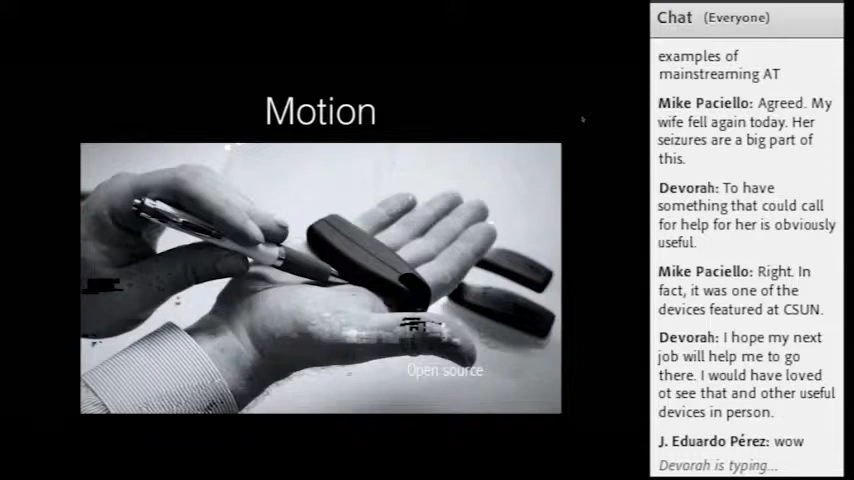 Motion
Open source
Chat (Everyone)
examples of
mainstreaming AT
Mike Paciello: Agreed. My
wife fell again today. Her
seizures are a big part of
this.
Devorah: To have
something that could call
for help for her is obviously
useful.
Mike Paciello: Right. In
fact, it was one of the
devices featured at CSUN.
Devorah: I hope my next
job will help me to go
there. I would have loved
ot see that and other useful
devices in person.
J. Eduardo Pérez: wow
Devorah is typing...